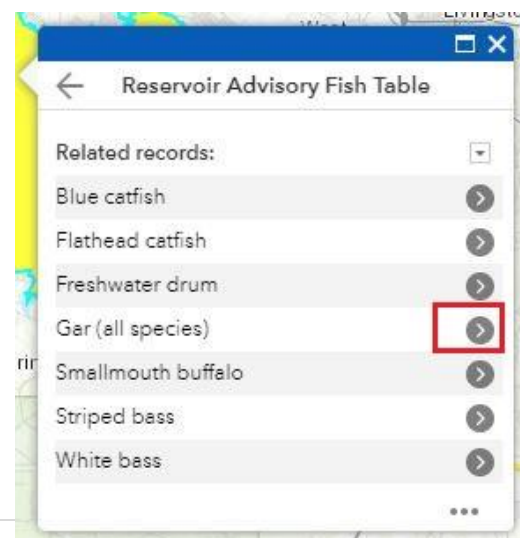 Reservoir Advisory Fish Table
Related records:
Blue catfish
Flathead catfish
Freshwater drum
Gar (all species)
Smallmouth buffalo
Striped bass
White bass